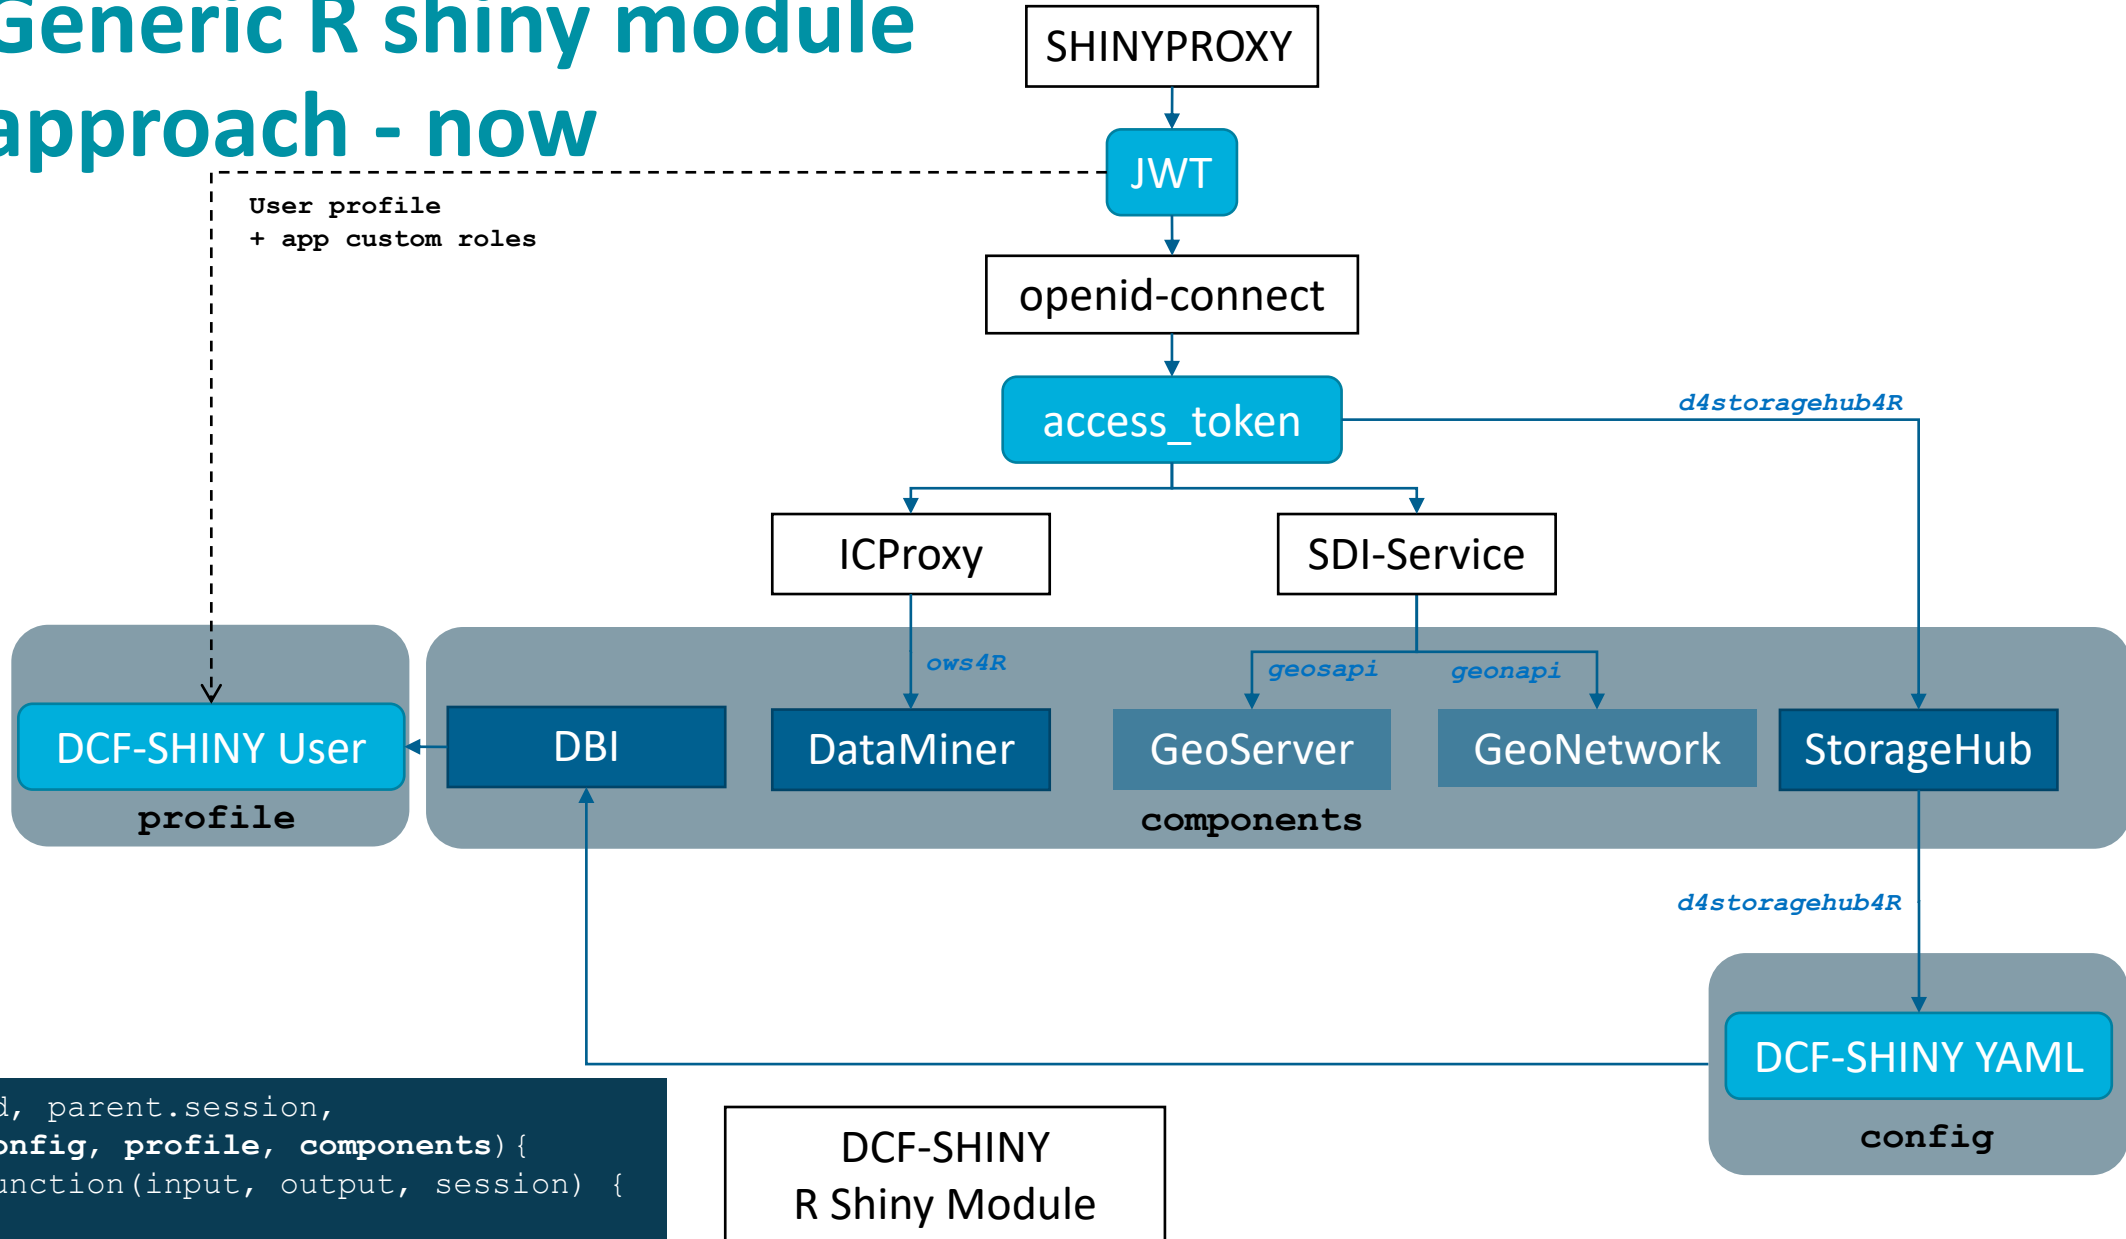 Generic R shiny module
approach - now
SHINYPROXY
JWT
User profile
+ app custom roles
openid-connect
access_token
d4storagehub4R
ICProxy
SDI-Service
ows4R
geosapi
geonapi
DCF-SHINY User
DBI
DataMiner
GeoServer
GeoNetwork
StorageHub
profile
components
d4storagehub4R
DCF-SHINY YAML
config
, parent.session,
onfig, profile, components){
unction(input, output, session) {
DCF-SHINY
R Shiny Module